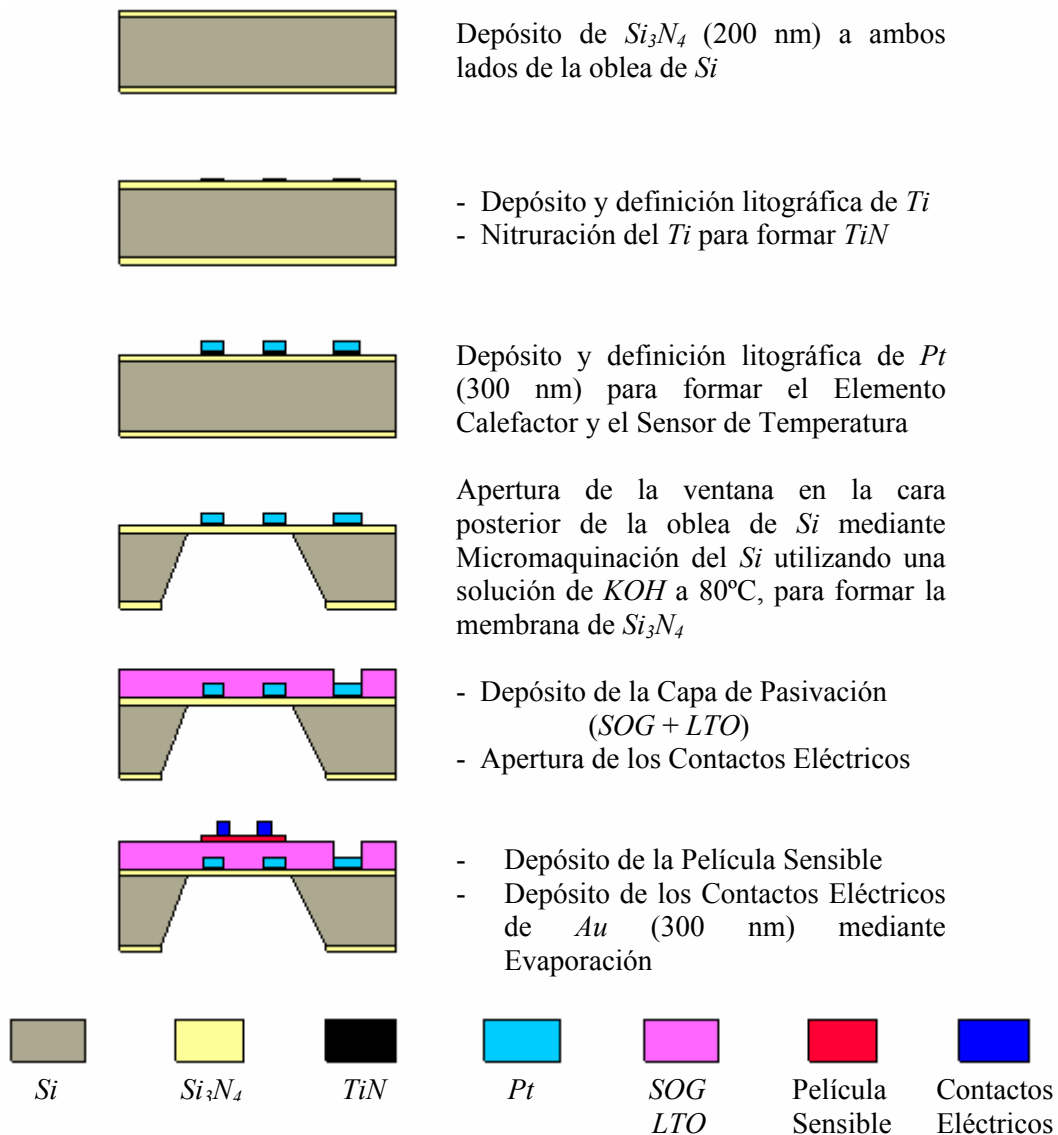 Depósito de Si₃N₄ (200 nm) a ambos
lados de la oblea de Si
- Depósito y definición litográfica de Ti
- Nitruración del Ti para formar TiN
Depósito y definición litográfica de Pt
(300 nm) para formar el Elemento
Calefactor y el Sensor de Temperatura
Apertura de la ventana en la cara
posterior de la oblea de Si mediante
Micromaquinación del Si utilizando una
solución de KOH a 80ºC, para formar la
membrana de Si₃N₄
- Depósito de la Capa de Pasivación
(SOG + LTO)
- Apertura de los Contactos Eléctricos
- Depósito de la Película Sensible
- Depósito de los Contactos Eléctricos
de Au (300 nm) mediante
Evaporación
Si
Si₃N₄
TiN
Pt
SOG
LTO
Película
Sensible
Contactos
Eléctricos